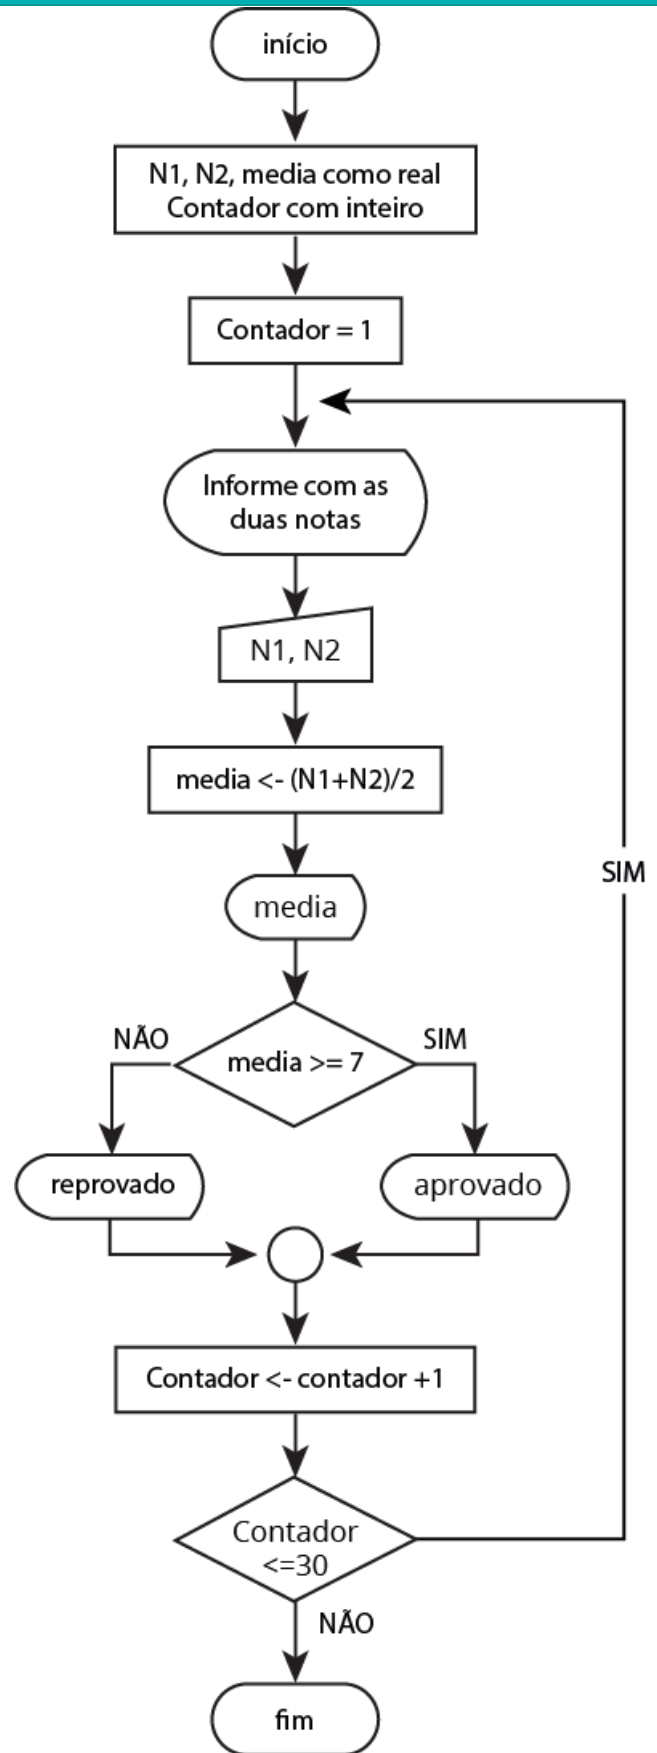 início
N1, N2, media como real
Contador com inteiro
Contador = 1
Informe com as
duas notas
N1, N2
media <- (N1+N2)/2
media
SIM
NÃO
media >= 7
SIM
reprovado
aprovado
Contador <- contador +1
Contador
<=30
NÃO
fim